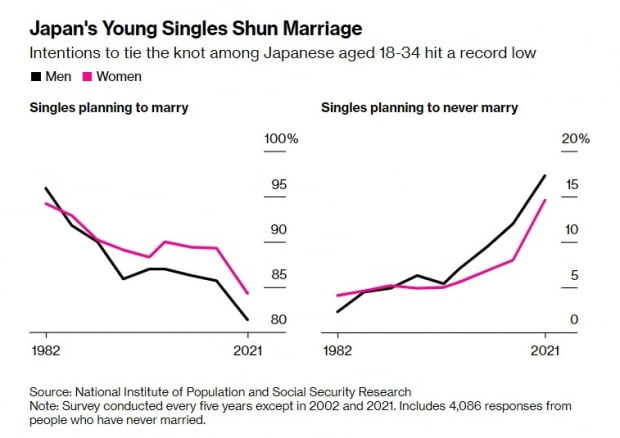 Japan's Young Singles Shun Marriage
Intentions to tie the knot among Japanese aged 18-34 hit a record low
Men Women
Singles planning to marry
100%
95
90
85
80
1982 2021
Singles planning to never marry
20%
15
10
5
0
1982 2021
Source: National Institute of Population and Social Security Research
Note: Survey conducted every five years except in 2002 and 2021. Includes 4,086 responses from
people who have never married.